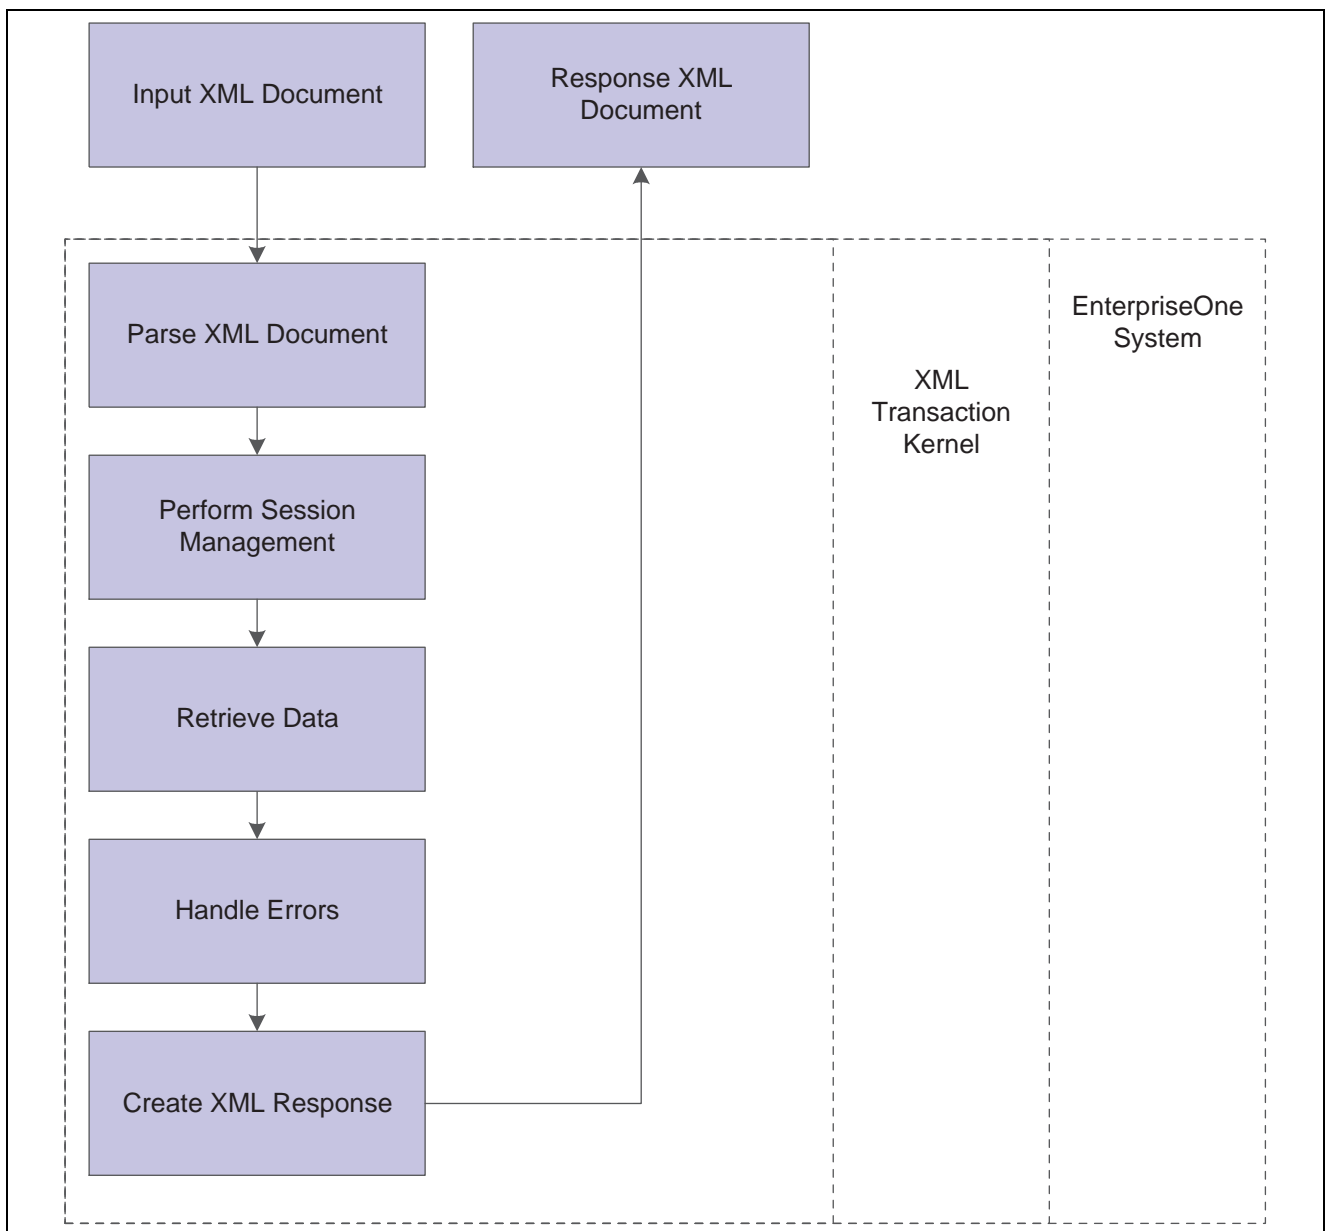 Input XML Document
Response XML
Document
Parse XML Document
EnterpriseOne
System
XML
Transaction
Kernel
Perform Session
Management
Retrieve Data
Handle Errors
Create XML Response